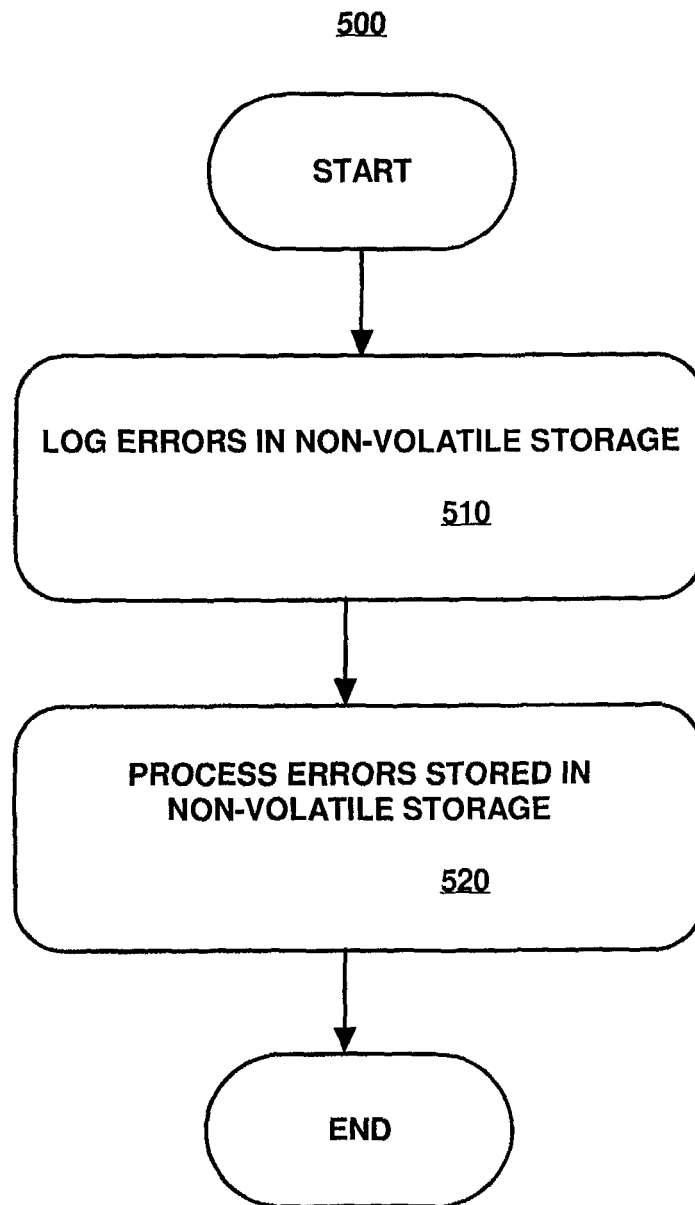 500
START
LOG ERRORS IN NON-VOLATILE STORAGE
510
PROCESS ERRORS STORED IN
NON-VOLATILE STORAGE
520
END